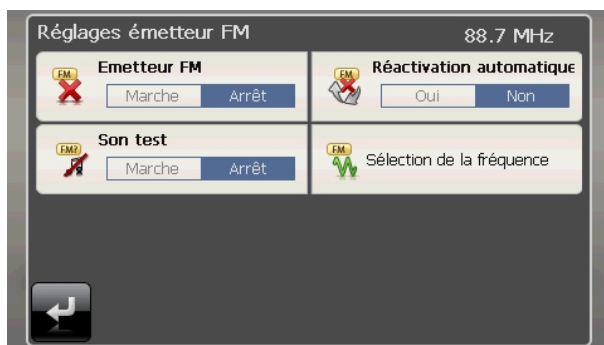 Réglages émetteur FM 88.7 MHz
FM Emetteur FM
Marche Arrêt
FM Réactivation automatique
Oui Non
FM? Son test
Marche Arrêt
FM Sélection de la fréquence